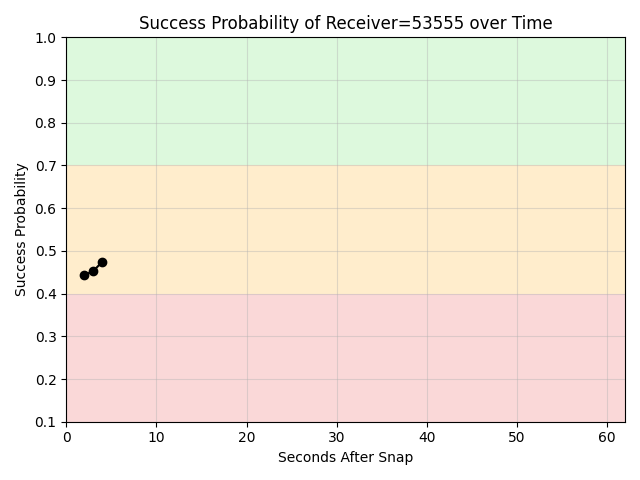 Success Probability of Receiver=53555 over Time
1.0
0.9
0.8
0.7
0.6
0.5
0.4
0.3
0.2
0.1
Success Probability
0 10 20 30 40 50 60
Seconds After Snap